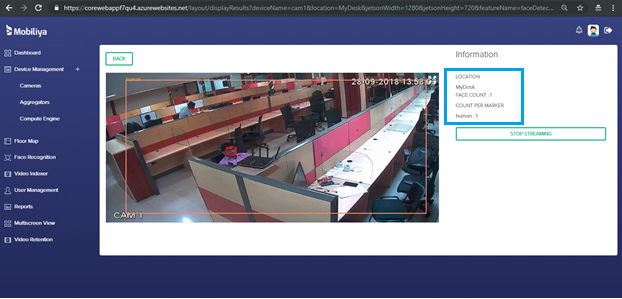 https://corewebappf7qu4.azurewebsites.net/layout/displayResults?deviceName=cam1&location=MyDesk&jetsonWidth=1280&jetsonHeight=720&featureName=faceDetec...
Mobiliya
Dashboard
Device Management +
Cameras
Aggregators
Compute Engine
Floor Map
Face Recognition
Video Indexer
User Management
Reports
Multiscreen View
Video Retention
BACK
28-09-2018 13:58
CAM 1
Information
LOCATION
MyDesk
FACE COUNT : 1
COUNT PER MARKER
human : 1
STOP STREAMING